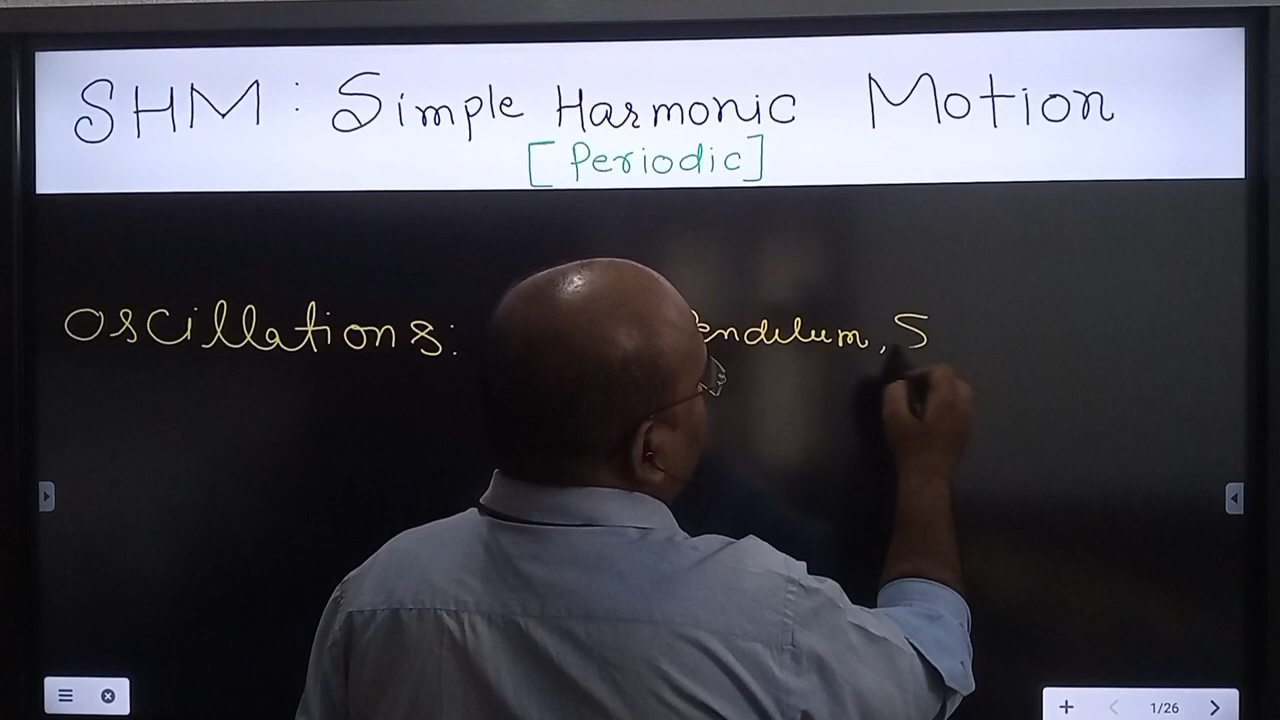 SHM : Simple Harmonic Motion
[Periodic]
Oscillations: endulum, S
1/26